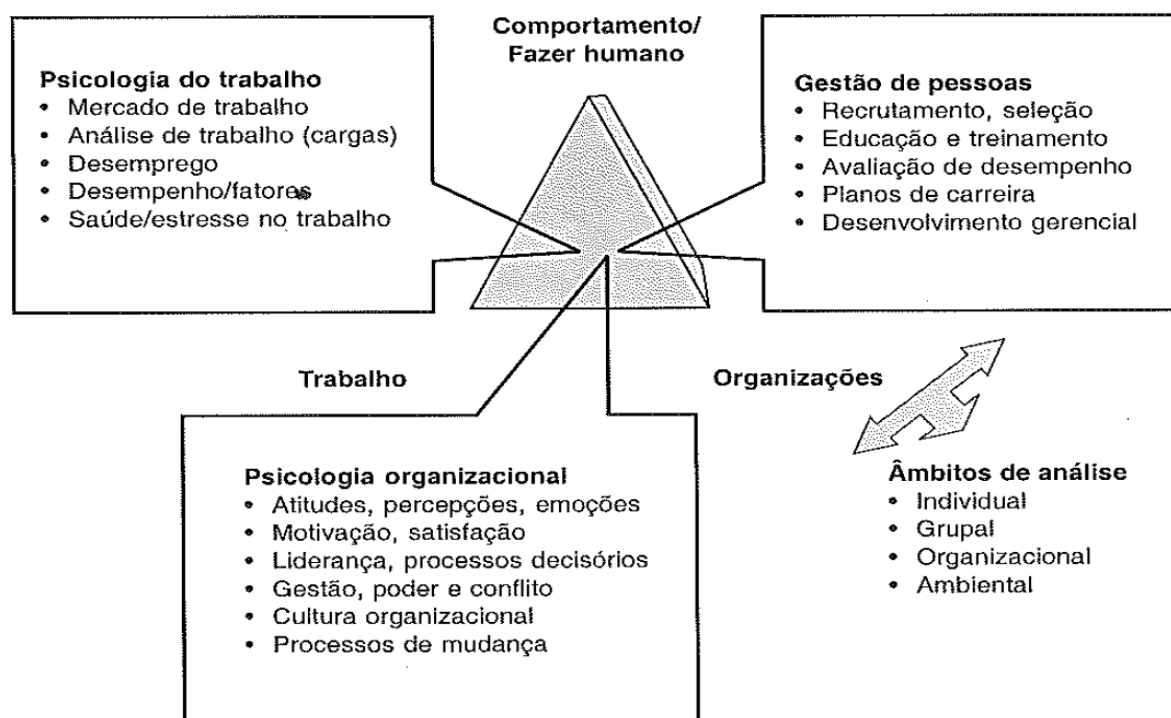 Comportamento/
Fazer humano
Psicologia do trabalho
• Mercado de trabalho
• Análise de trabalho (cargas)
• Desemprego
• Desempenho/fatores
• Saúde/estresse no trabalho
Gestão de pessoas
• Recrutamento, seleção
• Educação e treinamento
• Avaliação de desempenho
• Planos de carreira
• Desenvolvimento gerencial
Trabalho
Organizações
Psicologia organizacional
• Atitudes, percepções, emoções
• Motivação, satisfação
• Liderança, processos decisórios
• Gestão, poder e conflito
• Cultura organizacional
• Processos de mudança
Âmbitos de análise
• Individual
• Grupal
• Organizacional
• Ambiental